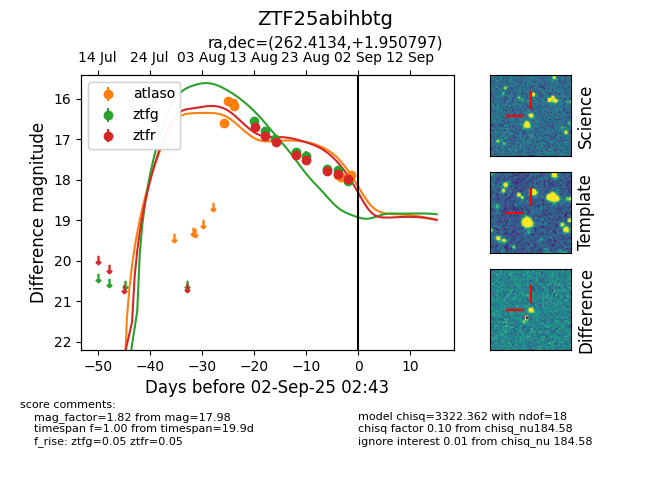 ZTF25abihbtg
ra,dec=(262.4134,+1.950797)
14 Jul 24 Jul 03 Aug 13 Aug 23 Aug 02 Sep 12 Sep
atlaso
ztfg
ztfr
16
17
18
19
20
21
22
Difference magnitude
−50 −40 −30 −20 −10 0 10
Days before 02-Sep-25 02:43
Science
Template
Difference
score comments:
mag_factor=1.82 from mag=17.98
timespan f=1.00 from timespan=19.9d
f_rise: ztfg=0.05 ztfr=0.05
model chisq=3322.362 with ndof=18
chisq factor 0.10 from chisq_nu184.58
ignore interest 0.01 from chisq_nu 184.58